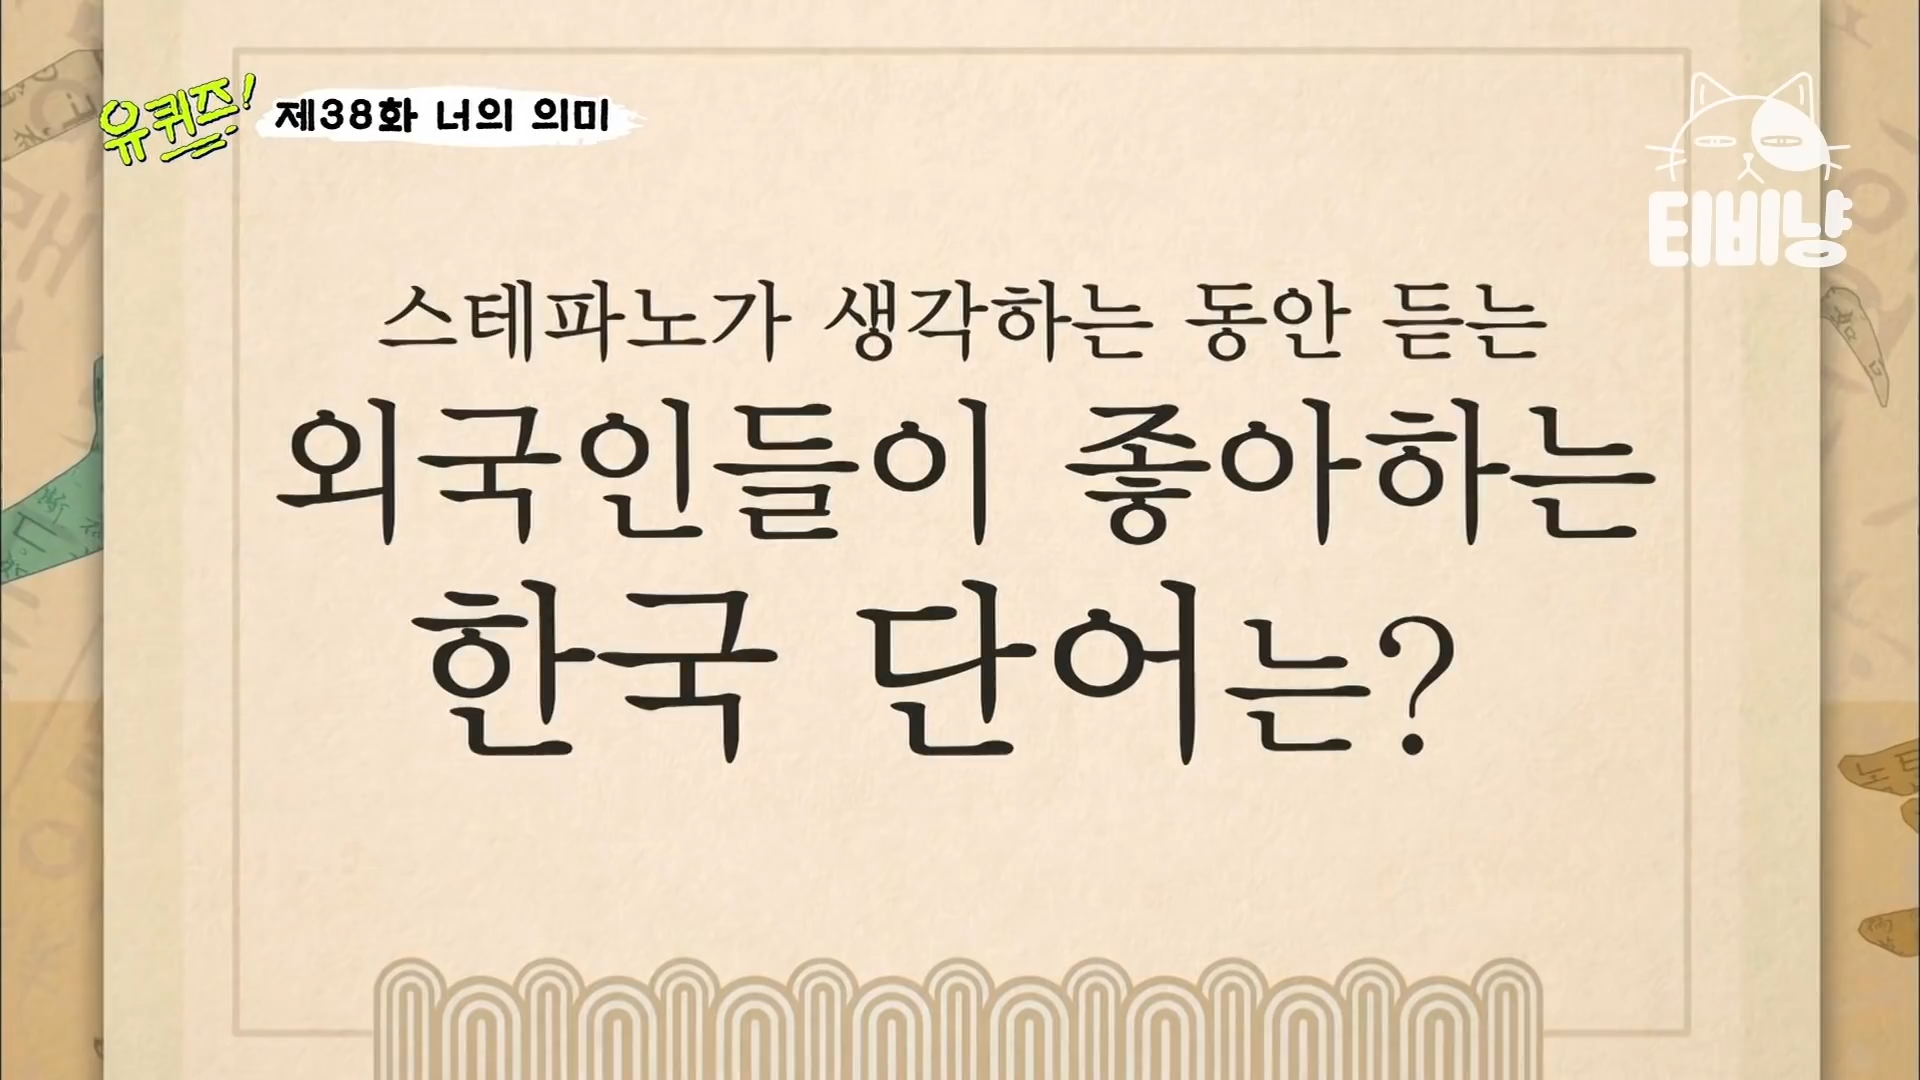 유퀴즈!
제38화 너의 의미
티비냥
스테파노가 생각하는 동안 듣는
외국인들이 좋아하는
한국 단어는?